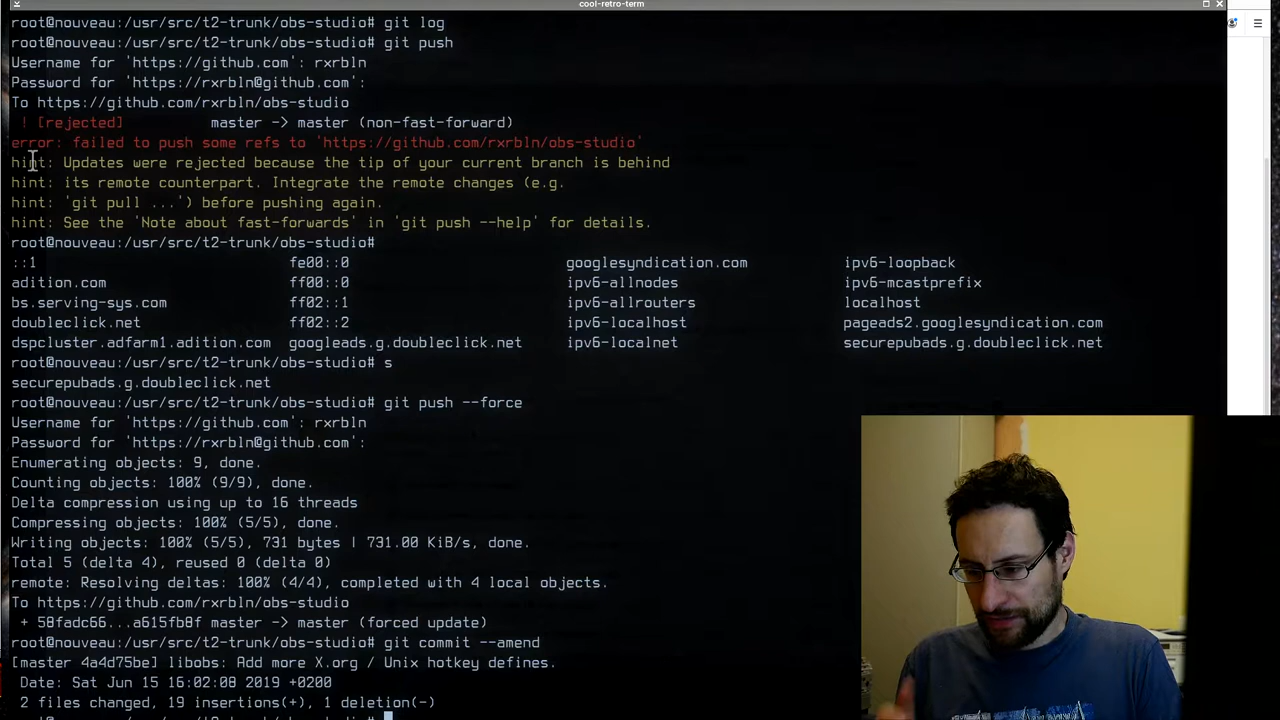 cool-retro-term
root@nouveau:/usr/src/t2-trunk/obs-studio# git log
root@nouveau:/usr/src/t2-trunk/obs-studio# git push
Username for 'https://github.com': rxrbln
Password for 'https://rxrbln@github.com':
To https://github.com/rxrbln/obs-studio
! [rejected] master -> master (non-fast-forward)
error: failed to push some refs to 'https://github.com/rxrbln/obs-studio'
hint: Updates were rejected because the tip of your current branch is behind
hint: its remote counterpart. Integrate the remote changes (e.g.
hint: 'git pull ...') before pushing again.
hint: See the 'Note about fast-forwards' in 'git push --help' for details.
root@nouveau:/usr/src/t2-trunk/obs-studio#
::1 fe00::0 googlesyndication.com ipv6-loopback
adition.com ff00::0 ipv6-allnodes ipv6-mcastprefix
bs.serving-sys.com ff02::1 ipv6-allrouters localhost
doubleclick.net ff02::2 ipv6-localhost pageads2.googlesyndication.com
dspcluster.adfarm1.adition.com googleads.g.doubleclick.net ipv6-localnet securepubads.g.doubleclick.net
root@nouveau:/usr/src/t2-trunk/obs-studio# s
securepubads.g.doubleclick.net
root@nouveau:/usr/src/t2-trunk/obs-studio# git push --force
Username for 'https://github.com': rxrbln
Password for 'https://rxrbln@github.com':
Enumerating objects: 9, done.
Counting objects: 100% (9/9), done.
Delta compression using up to 16 threads
Compressing objects: 100% (5/5), done.
Writing objects: 100% (5/5), 731 bytes | 731.00 KiB/s, done.
Total 5 (delta 4), reused 0 (delta 0)
remote: Resolving deltas: 100% (4/4), completed with 4 local objects.
To https://github.com/rxrbln/obs-studio
+ 58fadc66...a615fb8f master -> master (forced update)
root@nouveau:/usr/src/t2-trunk/obs-studio# git commit --amend
[master 4a4d75be] libobs: Add more X.org / Unix hotkey defines.
Date: Sat Jun 15 16:02:08 2019 +0200
2 files changed, 19 insertions(+), 1 deletion(-)